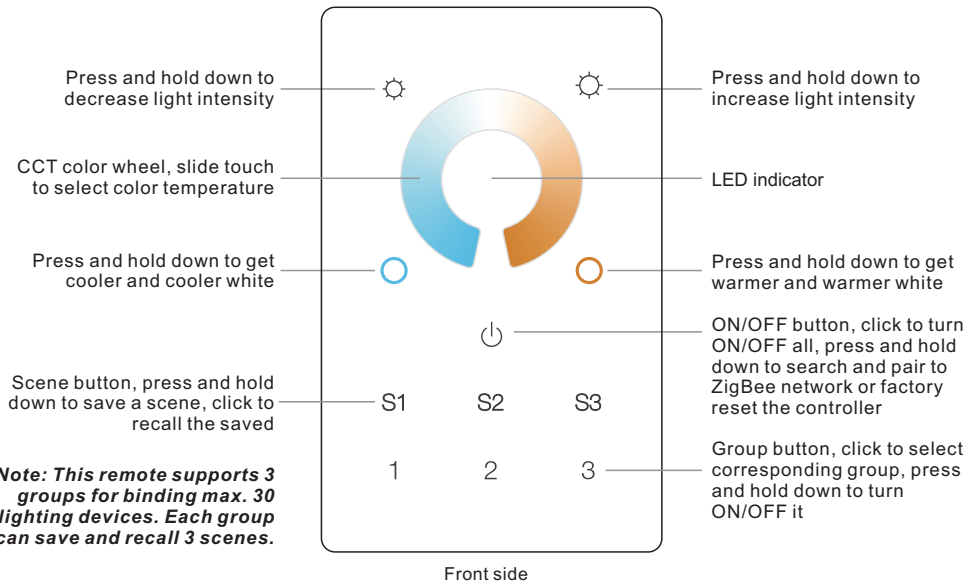 Press and hold down to
decrease light intensity
Press and hold down to
increase light intensity
CCT color wheel, slide touch
to select color temperature
LED indicator
Press and hold down to get
cooler and cooler white
Press and hold down to get
warmer and warmer white
ON/OFF button, click to turn
ON/OFF all, press and hold
down to search and pair to
ZigBee network or factory
reset the controller
Scene button, press and hold
down to save a scene, click to
recall the saved
S1 S2 S3
Note: This remote supports 3
groups for binding max. 30
lighting devices. Each group
can save and recall 3 scenes.
1 2 3
Group button, click to select
corresponding group, press
and hold down to turn
ON/OFF it
Front side